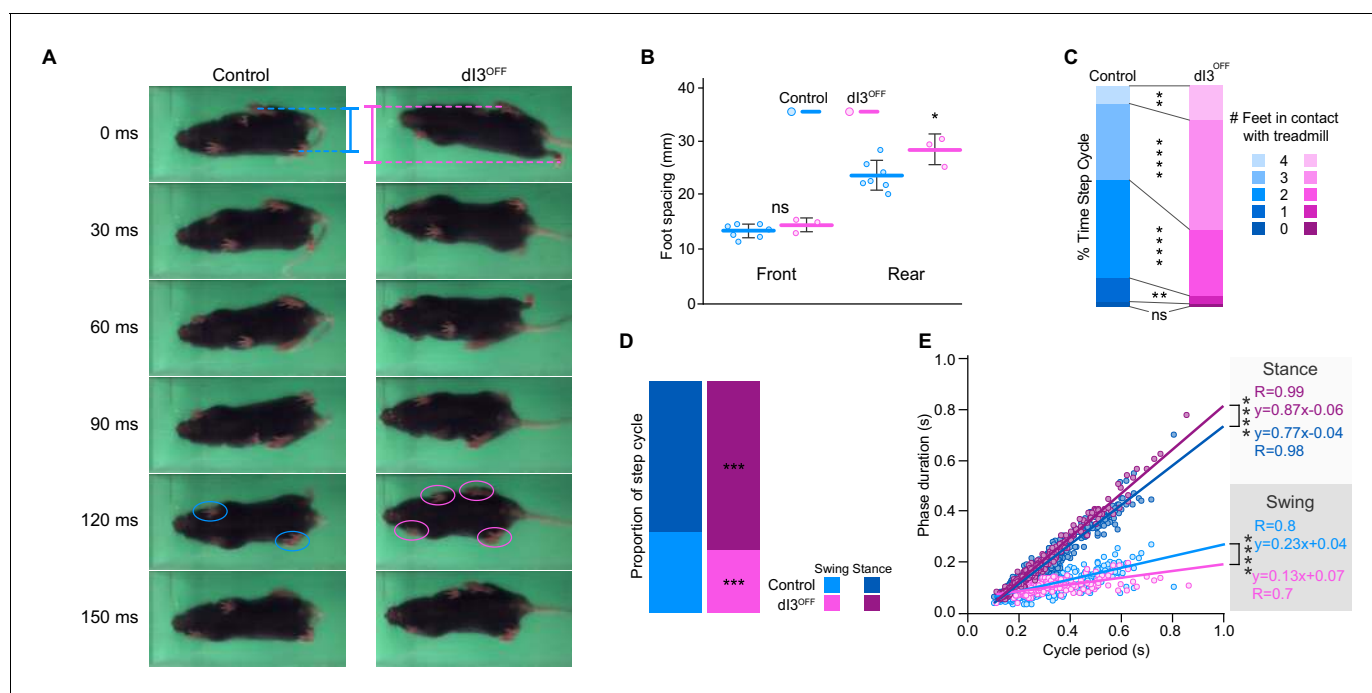 A
Control
dI3OFF
0 ms
30 ms
60 ms
90 ms
120 ms
150 ms
B
Control
dI3OFF
Foot spacing (mm)
40
30
20
10
0
ns
*
Front
Rear
C
Control
dI3OFF
% Time Step Cycle
**
****
****
**
ns
# Feet in contact
with treadmill
4
3
2
1
0
D
Proportion of step cycle
***
***
Swing Stance
Control
dI3OFF
E
Phase duration (s)
1.0
0.8
0.6
0.4
0.2
0.0
0.0
0.2
0.4
0.6
0.8
1.0
Cycle period (s)
Stance
R=0.99
y=0.87x-0.06
****
y=0.77x-0.04
R=0.98
Swing
R=0.8
y=0.23x+0.04
****
y=0.13x+0.07
R=0.7